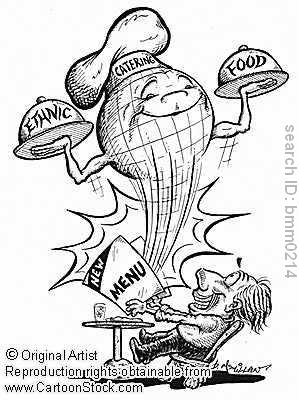 CATERING
ETHNIC
FOOD
NEW
MENU
search ID: bmm0214
© Original Artist
Reproduction rights obtainable from
www.CartoonStock.com